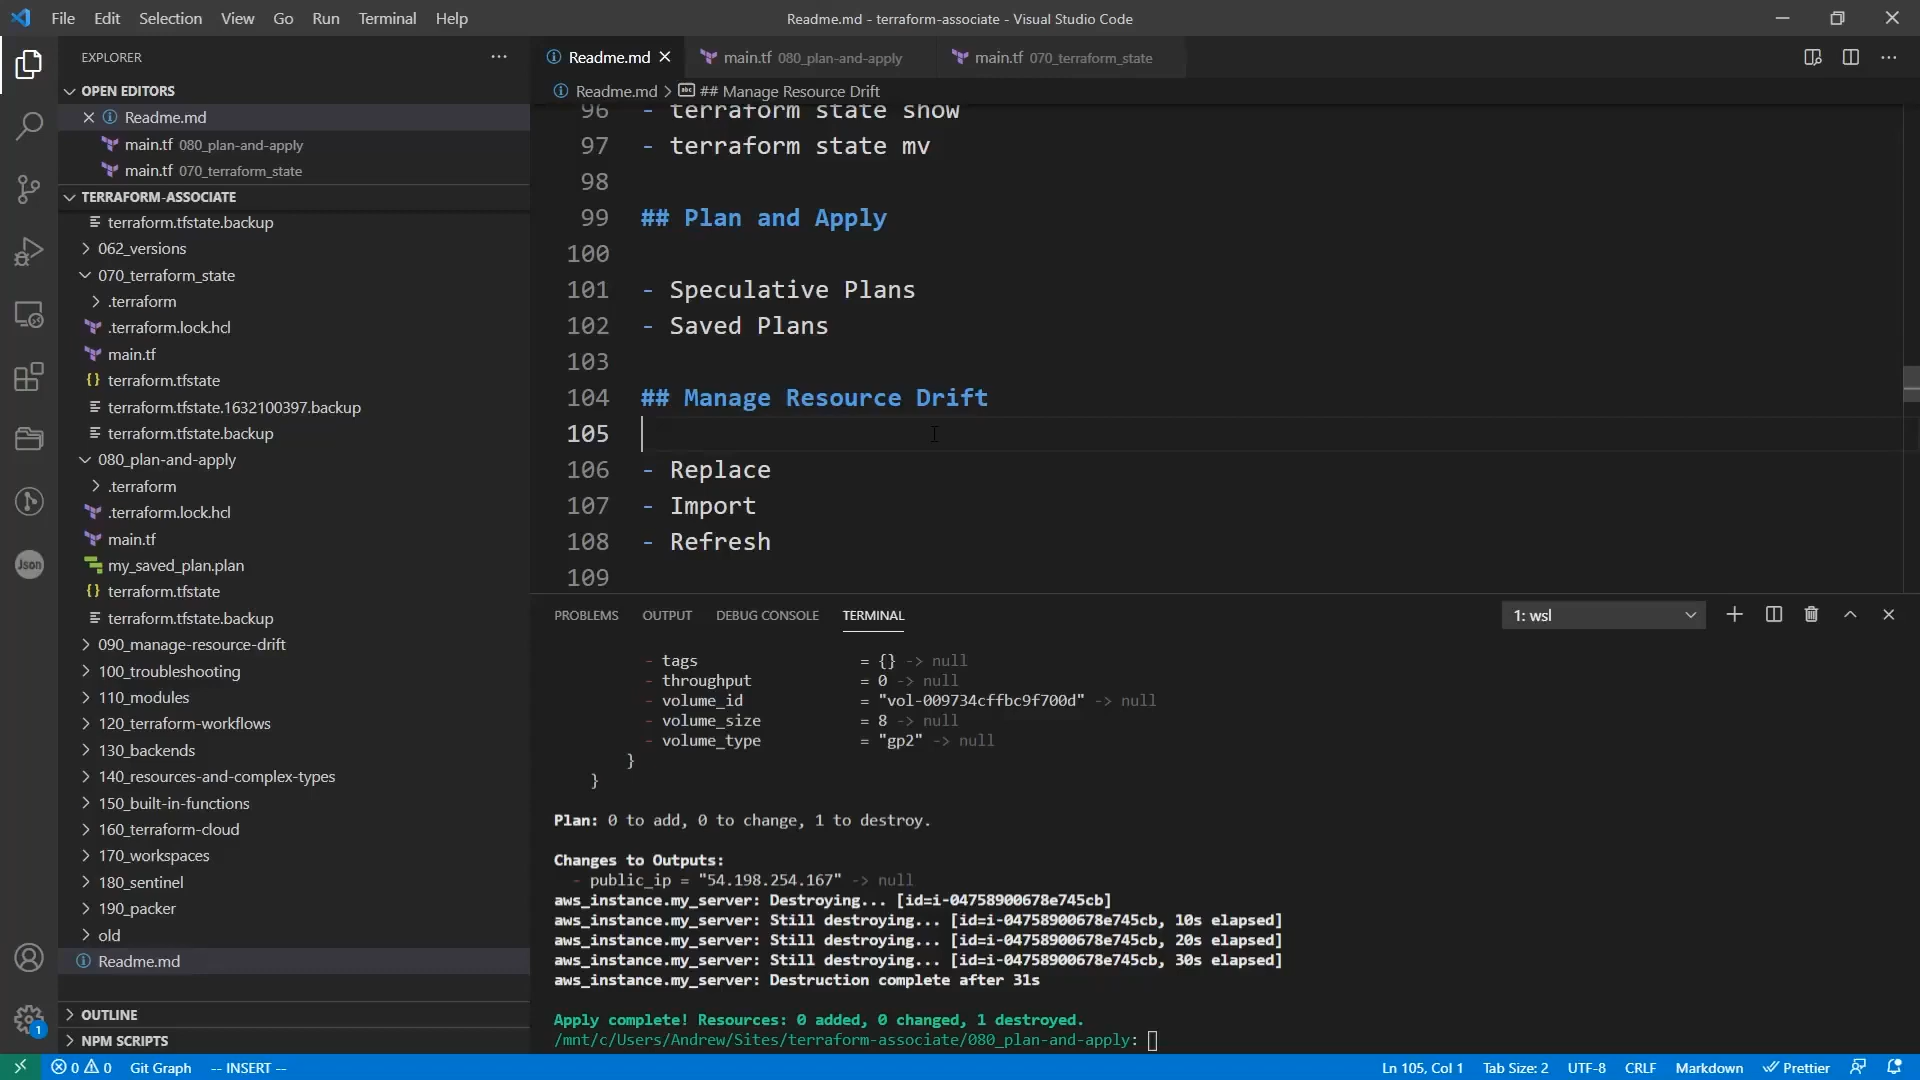 File Edit Selection View Go Run Terminal Help
Readme.md - terraform-associate - Visual Studio Code
EXPLORER
OPEN EDITORS
Readme.md
main.tf 080_plan-and-apply
main.tf 070_terraform_state
TERRAFORM-ASSOCIATE
terraform.tfstate.backup
062_versions
070_terraform_state
.terraform
.terraform.lock.hcl
main.tf
terraform.tfstate
terraform.tfstate.1632100397.backup
terraform.tfstate.backup
080_plan-and-apply
.terraform
.terraform.lock.hcl
main.tf
my_saved_plan.plan
terraform.tfstate
terraform.tfstate.backup
090_manage-resource-drift
100_troubleshooting
110_modules
120_terraform-workflows
130_backends
140_resources-and-complex-types
150_built-in-functions
160_terraform-cloud
170_workspaces
180_sentinel
190_packer
old
Readme.md
OUTLINE
NPM SCRIPTS
Json
1
Readme.md main.tf 080_plan-and-apply main.tf 070_terraform_state
Readme.md > abc ## Manage Resource Drift
96 - terraform state show
97 - terraform state mv
98
99 ## Plan and Apply
100
101 - Speculative Plans
102 - Saved Plans
103
104 ## Manage Resource Drift
105
106 - Replace
107 - Import
108 - Refresh
109
PROBLEMS OUTPUT DEBUG CONSOLE TERMINAL 1: wsl
- tags = {} -> null
- throughput = 0 -> null
- volume_id = "vol-009734cffbc9f700d" -> null
- volume_size = 8 -> null
- volume_type = "gp2" -> null
}
}
Plan: 0 to add, 0 to change, 1 to destroy.
Changes to Outputs:
- public_ip = "54.198.254.167" -> null
aws_instance.my_server: Destroying... [id=i-04758900678e745cb]
aws_instance.my_server: Still destroying... [id=i-04758900678e745cb, 10s elapsed]
aws_instance.my_server: Still destroying... [id=i-04758900678e745cb, 20s elapsed]
aws_instance.my_server: Still destroying... [id=i-04758900678e745cb, 30s elapsed]
aws_instance.my_server: Destruction complete after 31s
Apply complete! Resources: 0 added, 0 changed, 1 destroyed.
/mnt/c/Users/Andrew/Sites/terraform-associate/080_plan-and-apply:
0 0 Git Graph -- INSERT -- Ln 105, Col 1 Tab Size: 2 UTF-8 CRLF Markdown Prettier